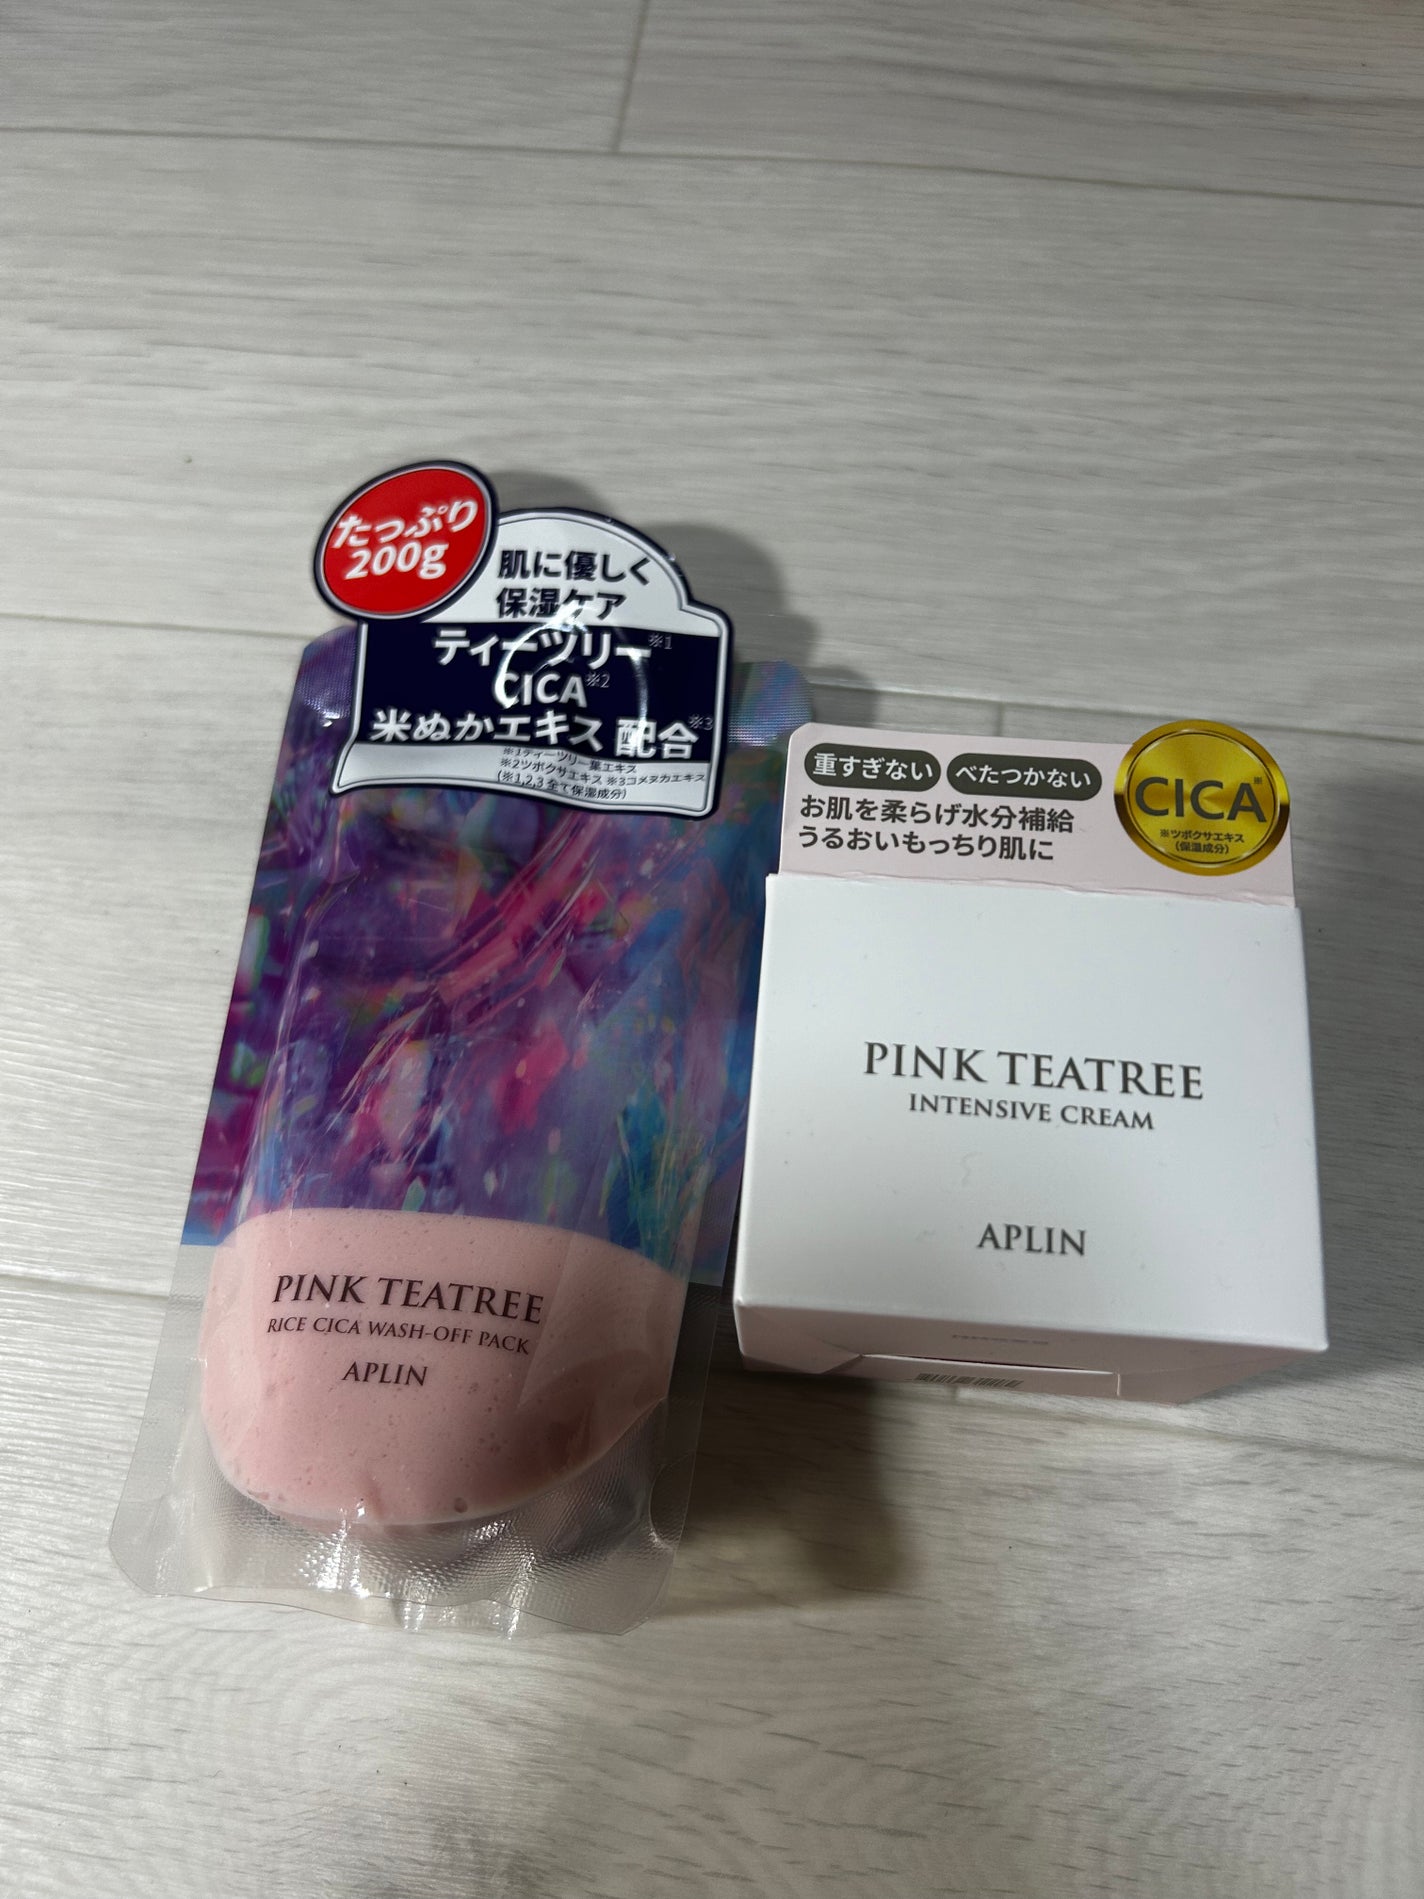 たっぷり
200g
肌に優しく
保湿ケア
ティーツリー※1
CICA※2
米ぬかエキス 配合※3
※1ティーツリー葉エキス
※2ツボクサエキス ※3コメヌカエキス
(※1,2,3 全て保湿成分)
PINK TEATREE
RICE CICA WASH-OFF PACK
APLIN
重すぎない べたつかない
お肌を柔らげ水分補給
うるおいもっちり肌に
CICA※
※ツボクサエキス
(保湿成分)
PINK TEATREE
INTENSIVE CREAM
APLIN